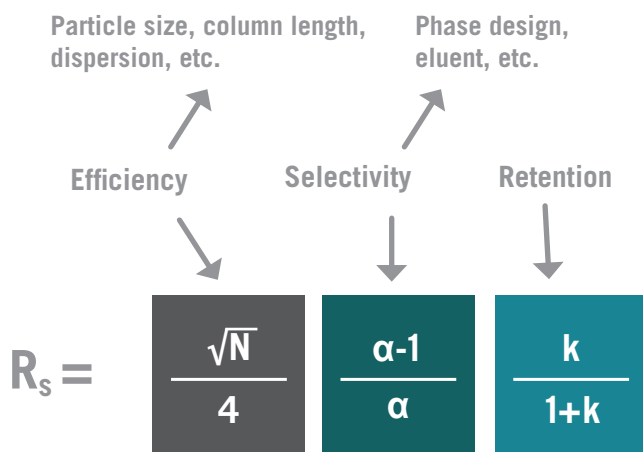 Particle size, column length, Phase design,
dispersion, etc. eluent, etc.
Efficiency Selectivity Retention
√N α-1 k
Rs =
4 α 1+k